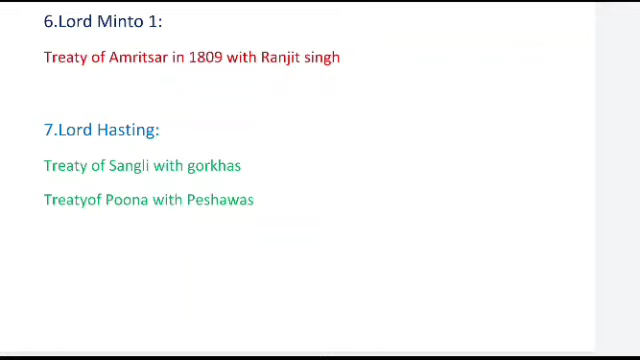 6.Lord Minto 1:
Treaty of Amritsar in 1809 with Ranjit singh
7.Lord Hasting:
Treaty of Sangli with gorkhas
Treatyof Poona with Peshawas